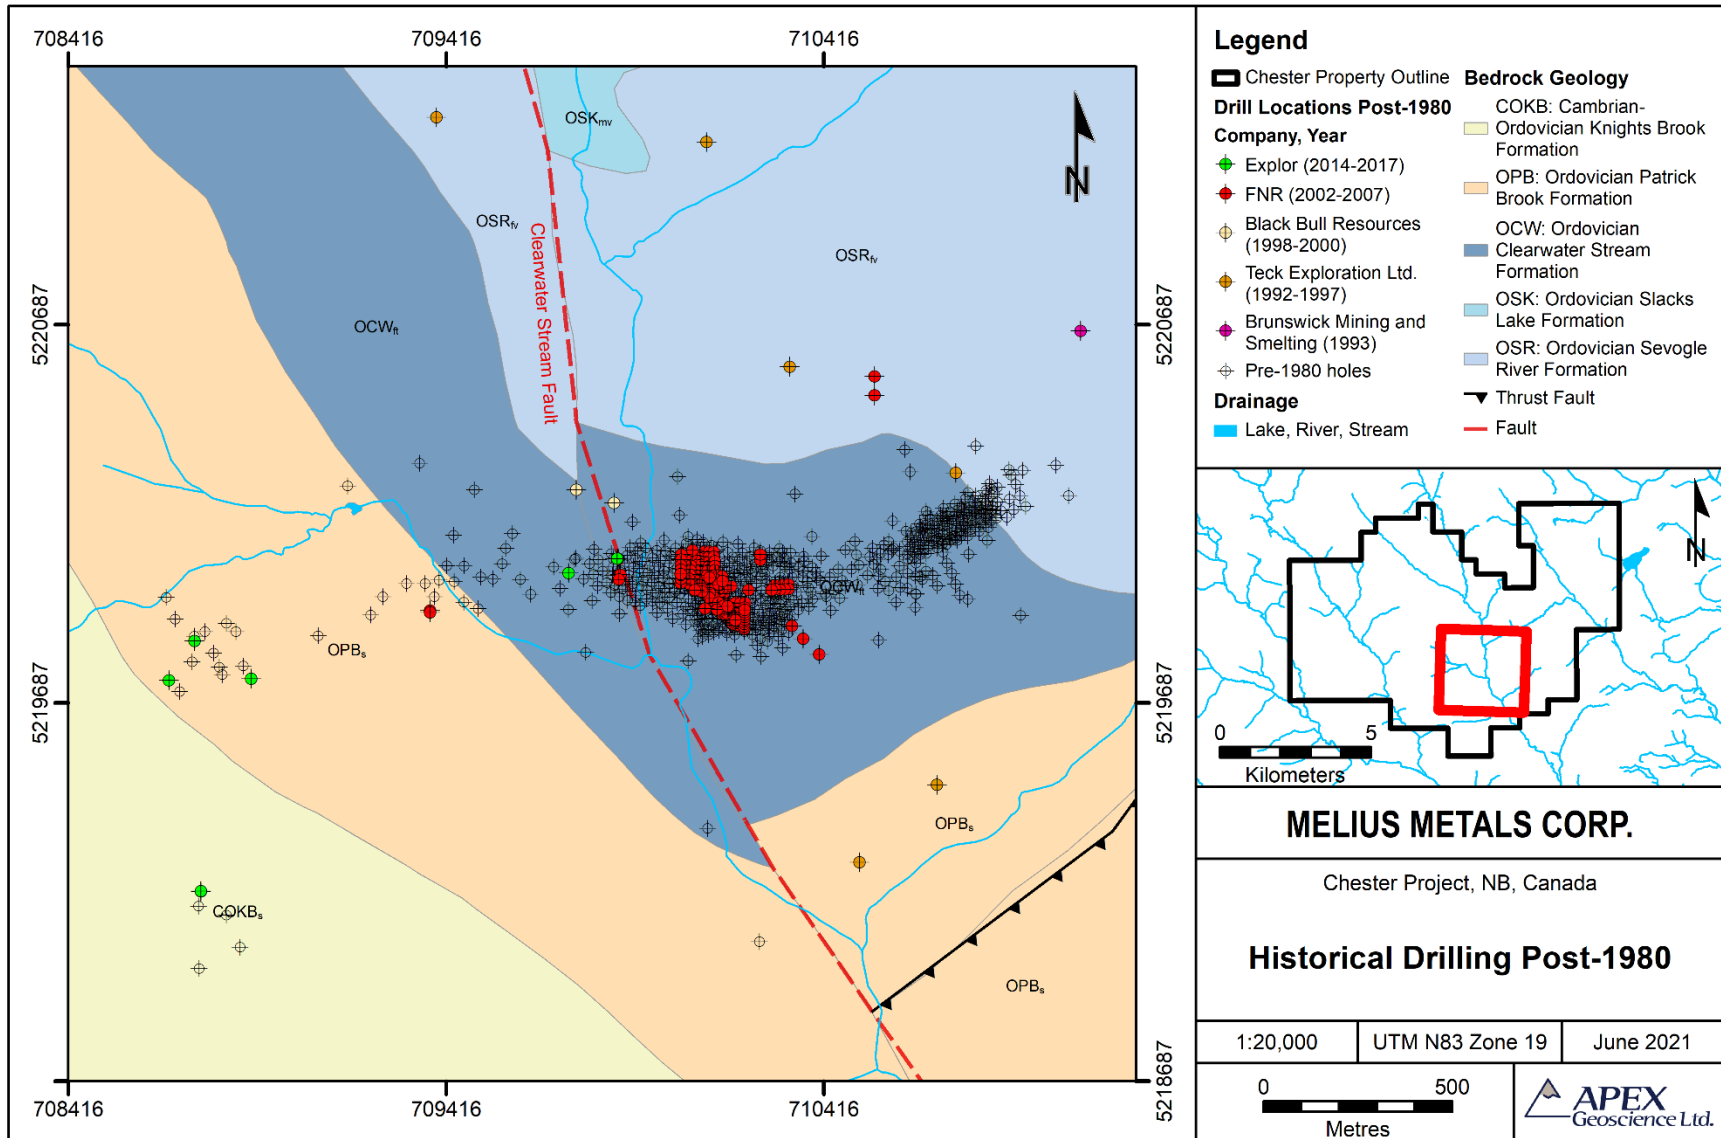 708416
709416
710416
5220687
5219687
5218687
5220687
5219687
5218687
708416
709416
710416
OSKmv
OSRfv
OSRfv
Clearwater Stream Fault
OCWft
OCWft
OPBs
OPBs
COKBs
OPBs
N
Legend
Chester Property Outline
Drill Locations Post-1980
Company, Year
Explor (2014-2017)
FNR (2002-2007)
Black Bull Resources
(1998-2000)
Teck Exploration Ltd.
(1992-1997)
Brunswick Mining and
Smelting (1993)
Pre-1980 holes
Drainage
Lake, River, Stream
Bedrock Geology
COKB: Cambrian-
Ordovician Knights Brook
Formation
OPB: Ordovician Patrick
Brook Formation
OCW: Ordovician
Clearwater Stream
Formation
OSK: Ordovician Slacks
Lake Formation
OSR: Ordovician Sevogle
River Formation
Thrust Fault
Fault
N
0 5
Kilometers
MELIUS METALS CORP.
Chester Project, NB, Canada
Historical Drilling Post-1980
1:20,000
UTM N83 Zone 19
June 2021
0 500
Metres
APEX
Geoscience Ltd.